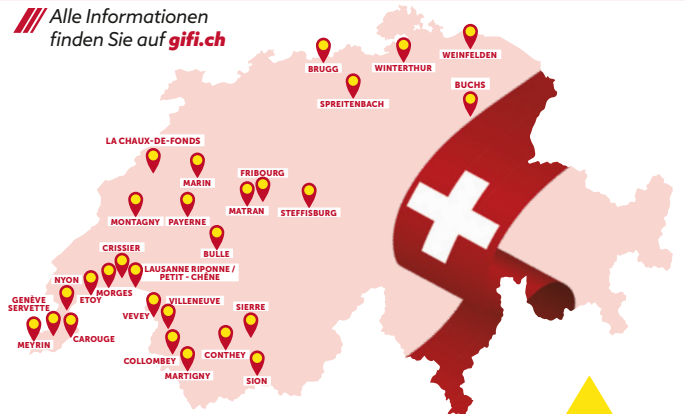 Alle Informationen
finden Sie auf gifi.ch
BRUGG
WINTERTHUR
WEINFELDEN
SPREITENBACH
BUCHS
LA CHAUX-DE-FONDS
MARIN
FRIBOURG
MATRAN
STEFFISBURG
MONTAGNY
PAYERNE
BULLE
CRISSIER
LAUSANNE RIPONNE /
PETIT - CHÊNE
NYON
ETOY
MORGES
GENÈVE
SERVETTE
MEYRIN
CAROUGE
VEVEY
VILLENEUVE
SIERRE
COLLOMBEY
CONTHEY
MARTIGNY
SION